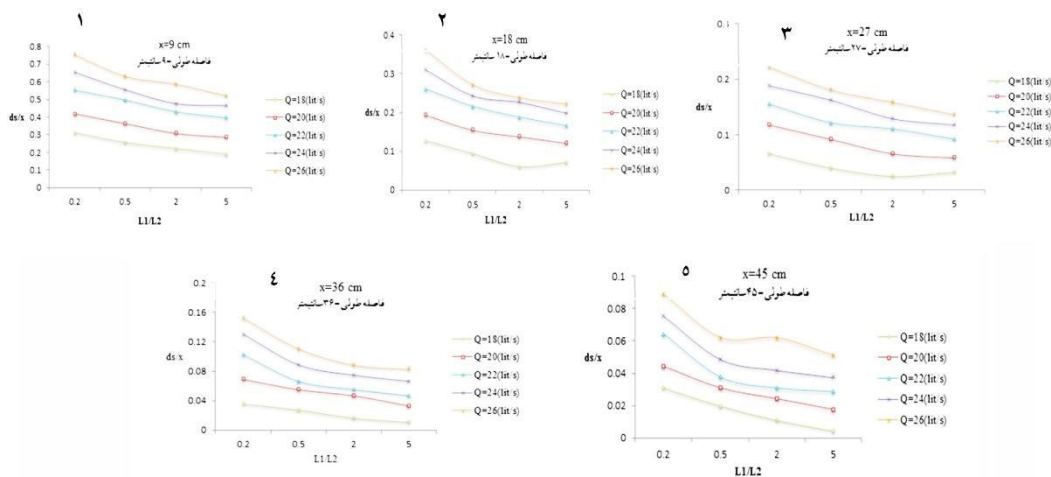 ١
x=9 cm
فاصله طولی-۹سانتیمتر
ds/x
0.8
0.7
0.6
0.5
0.4
0.3
0.2
0.1
0
0.2 0.5 2 5
L1/L2
Q=18(lit/s)
Q=20(lit/s)
Q=22(lit/s)
Q=24(lit/s)
Q=26(lit/s)
٢
x=18 cm
فاصله طولی-۱۸سانتیمتر
ds/x
0.4
0.3
0.2
0.1
0
0.2 0.5 2 5
L1/L2
Q=18(lit/s)
Q=20(lit/s)
Q=22(lit/s)
Q=24(lit/s)
Q=26(lit/s)
٣
x=27 cm
فاصله طولی-۲۷سانتیمتر
ds/x
0.3
0.2
0.1
0
0.2 0.5 2 5
L1/L2
Q=18(lit/s)
Q=20(lit/s)
Q=22(lit/s)
Q=24(lit/s)
Q=26(lit/s)
٤
x=36 cm
فاصله طولی-۳۶سانتیمتر
ds/x
0.2
0.16
0.12
0.08
0.04
0
0.2 0.5 2 5
L1/L2
Q=18(lit/s)
Q=20(lit/s)
Q=22(lit/s)
Q=24(lit/s)
Q=26(lit/s)
٥
x=45 cm
فاصله طولی-۴۵سانتیمتر
ds/x
0.1
0.08
0.06
0.04
0.02
0
0.2 0.5 2 5
L1/L2
Q=18(lit/s)
Q=20(lit/s)
Q=22(lit/s)
Q=24(lit/s)
Q=26(lit/s)